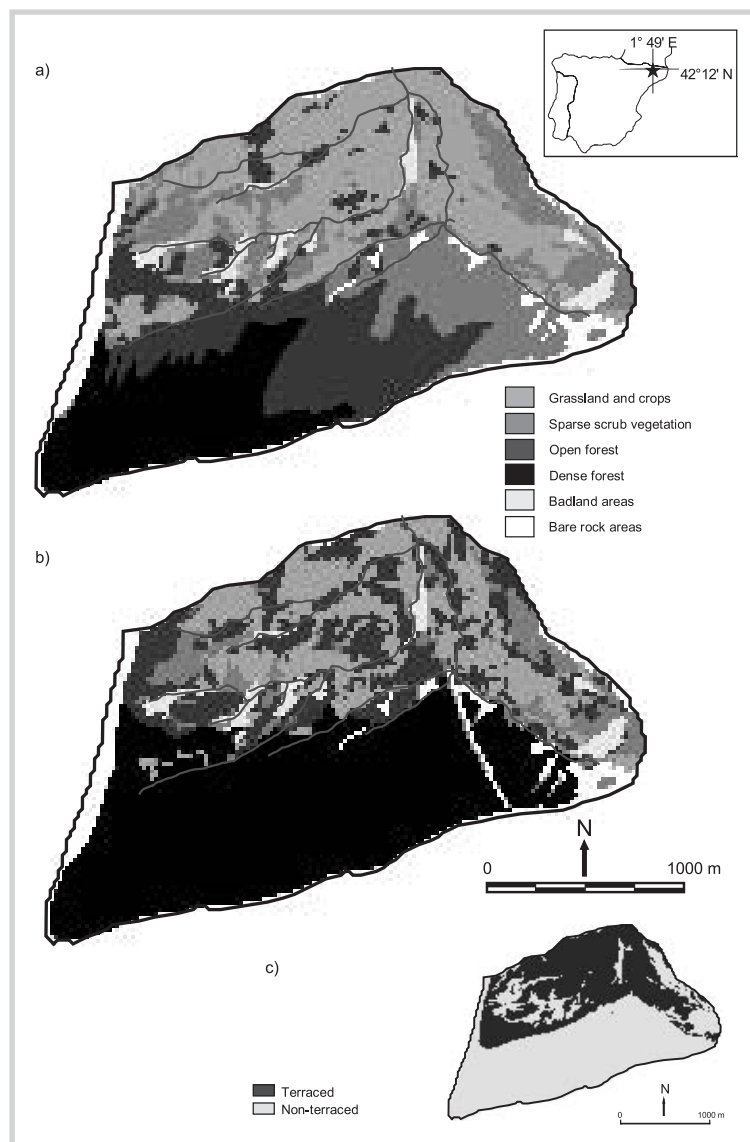 a)
1° 49' E
42°12' N
Grassland and crops
Sparse scrub vegetation
Open forest
Dense forest
Badland areas
Bare rock areas
b)
N
0 1000 m
c)
Terraced
Non-terraced
N
0 1000 m